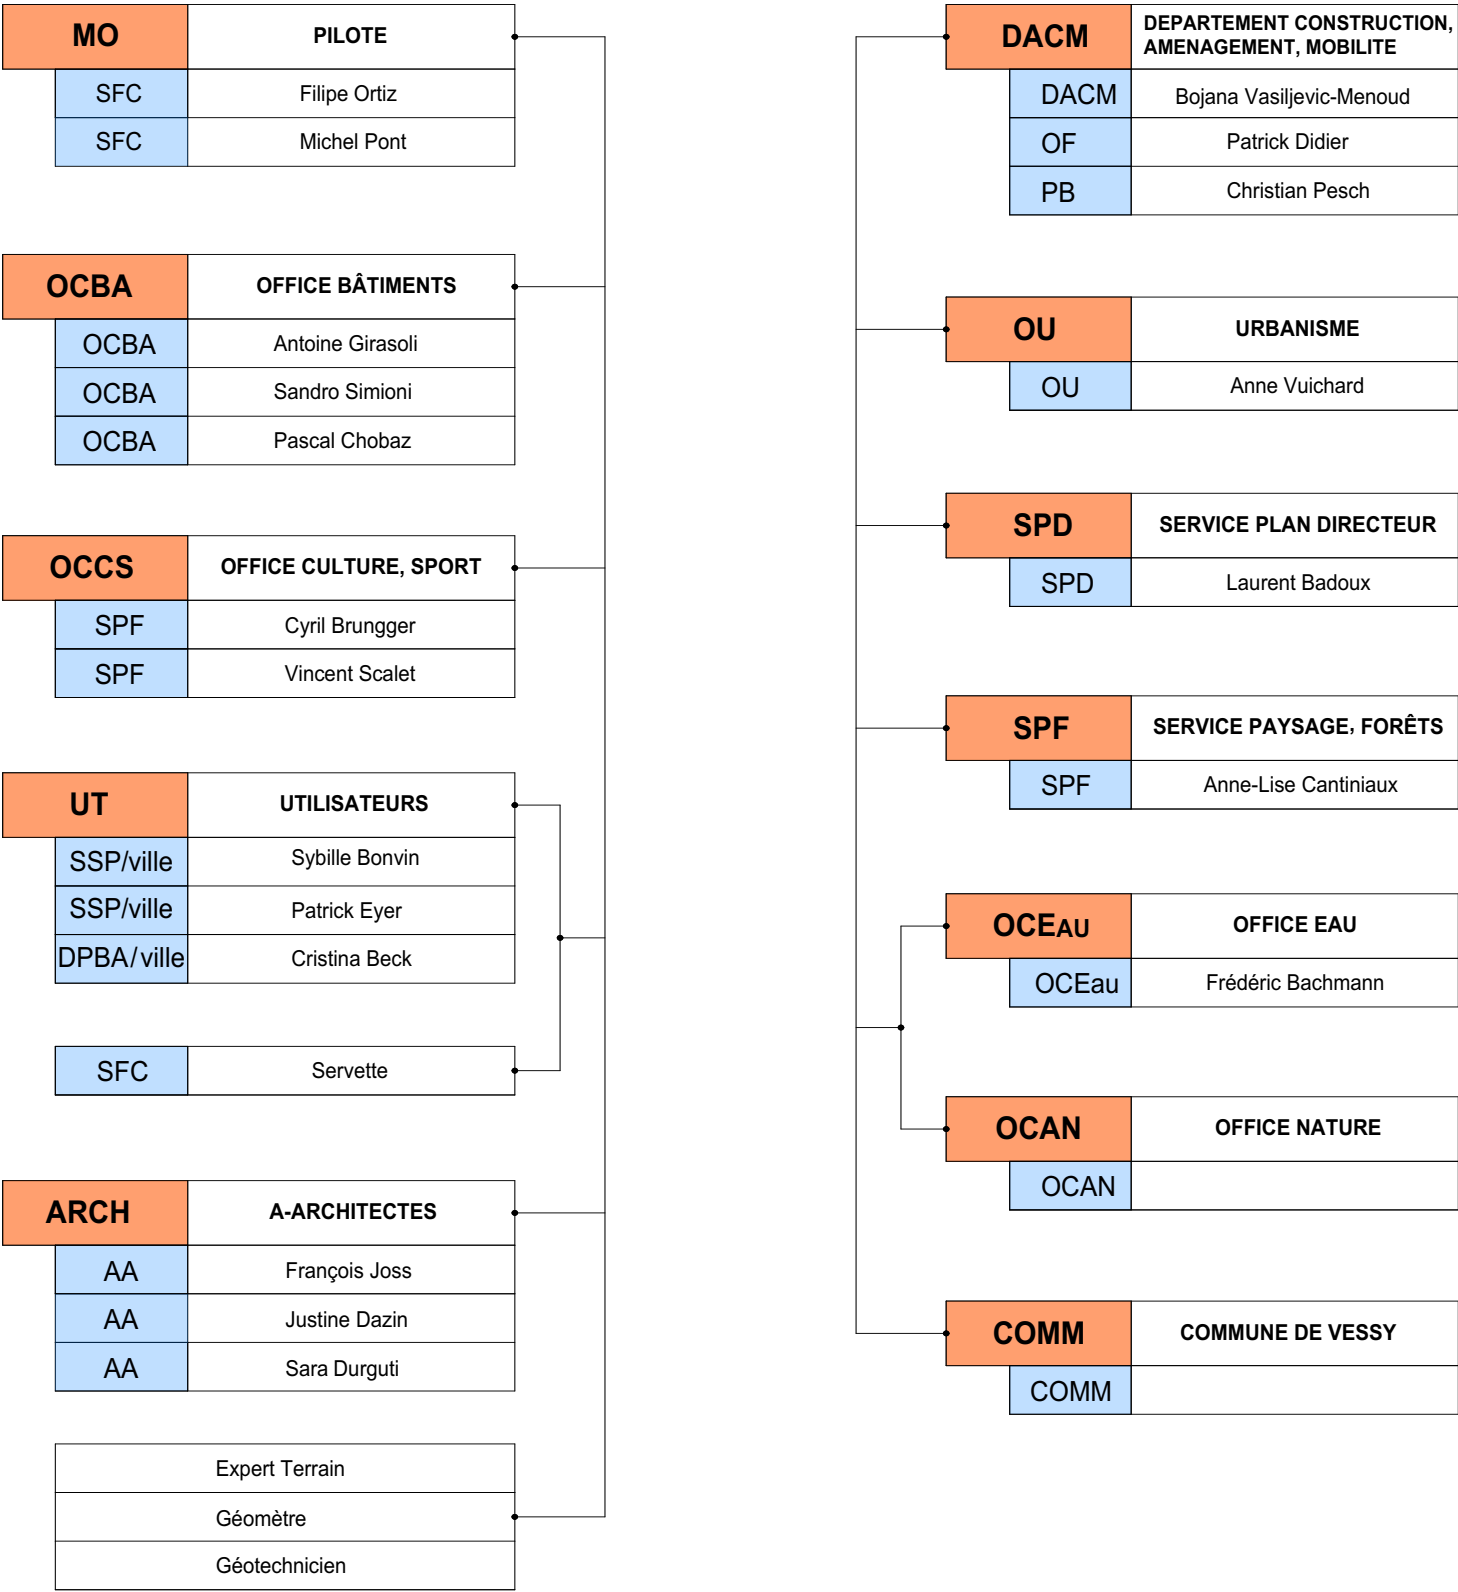 MO PILOTE
SFC Filipe Ortiz
SFC Michel Pont
OCBA OFFICE BÂTIMENTS
OCBA Antoine Girasoli
OCBA Sandro Simioni
OCBA Pascal Chobaz
OCCS OFFICE CULTURE, SPORT
SPF Cyril Brungger
SPF Vincent Scalet
UT UTILISATEURS
SSP/ville Sybille Bonvin
SSP/ville Patrick Eyer
DPBA/ville Cristina Beck
SFC Servette
ARCH A-ARCHITECTES
AA François Joss
AA Justine Dazin
AA Sara Durguti
Expert Terrain
Géomètre
Géotechnicien
DACM DEPARTEMENT CONSTRUCTION,
AMENAGEMENT, MOBILITE
DACM Bojana Vasiljevic-Menoud
OF Patrick Didier
PB Christian Pesch
OU URBANISME
OU Anne Vuichard
SPD SERVICE PLAN DIRECTEUR
SPD Laurent Badoux
SPF SERVICE PAYSAGE, FORÊTS
SPF Anne-Lise Cantiniaux
OCEAU OFFICE EAU
OCEau Frédéric Bachmann
OCAN OFFICE NATURE
OCAN
COMM COMMUNE DE VESSY
COMM